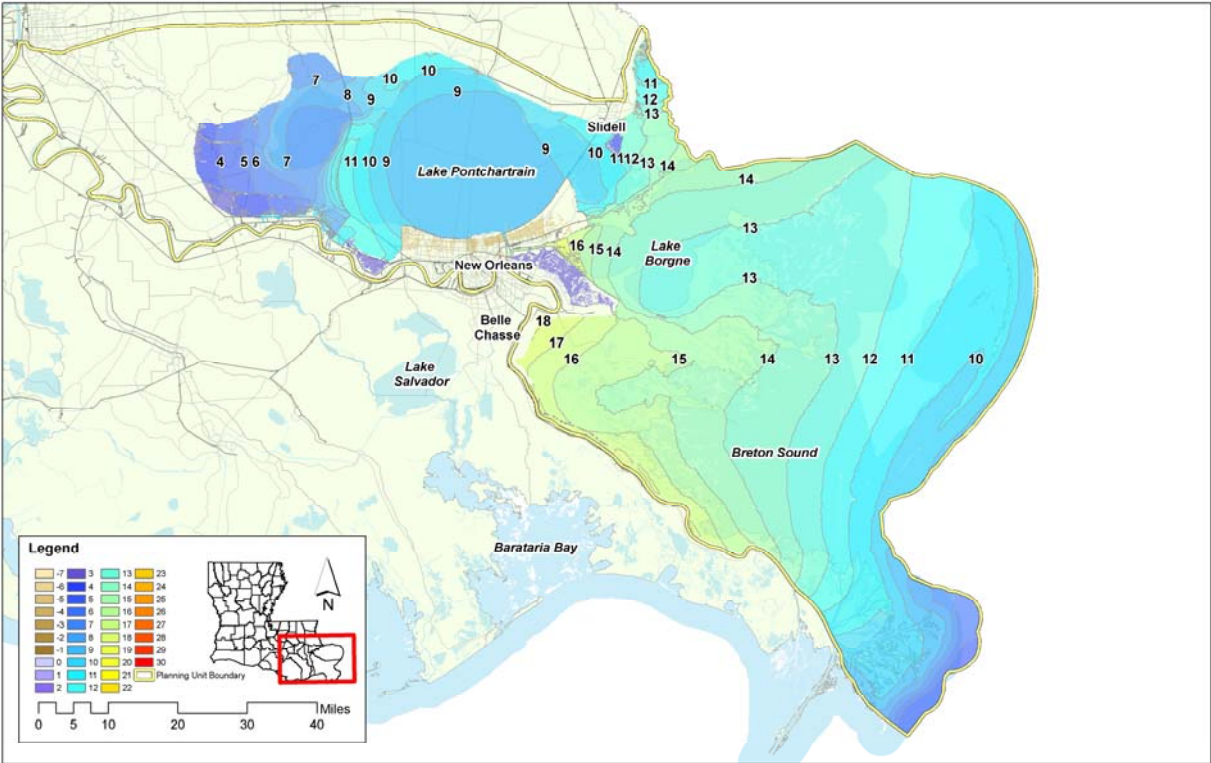 7
8
9
10
10
9
11
12
13
Slidell
4
5
6
7
11
10
9
Lake Pontchartrain
9
10
11
12
13
14
14
13
16
15
14
Lake
Borgne
New Orleans
13
Belle
Chasse
18
17
16
15
14
13
12
11
10
Lake
Salvador
Breton Sound
Barataria Bay
Legend
-7 3 13 23
-6 4 14 24
-5 5 15 25
-4 6 16 26
-3 7 17 27
-2 8 18 28
-1 9 19 29
0 10 20 30
1 11 21 Planning Unit Boundary
2 12 22
N
Miles
0 5 10 20 30 40